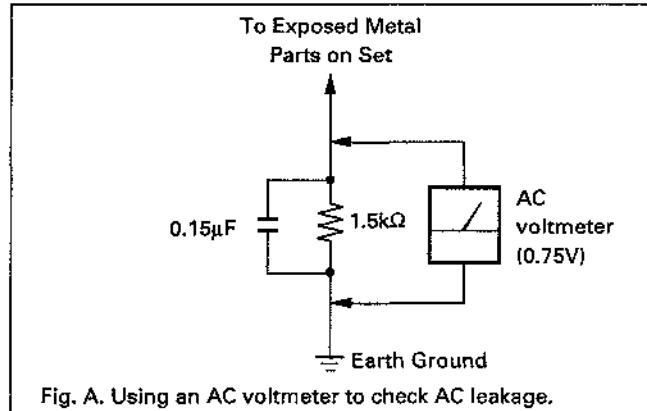 To Exposed Metal
Parts on Set
0.15µF
1.5kΩ
AC
voltmeter
(0.75V)
Earth Ground
Fig. A. Using an AC voltmeter to check AC leakage.